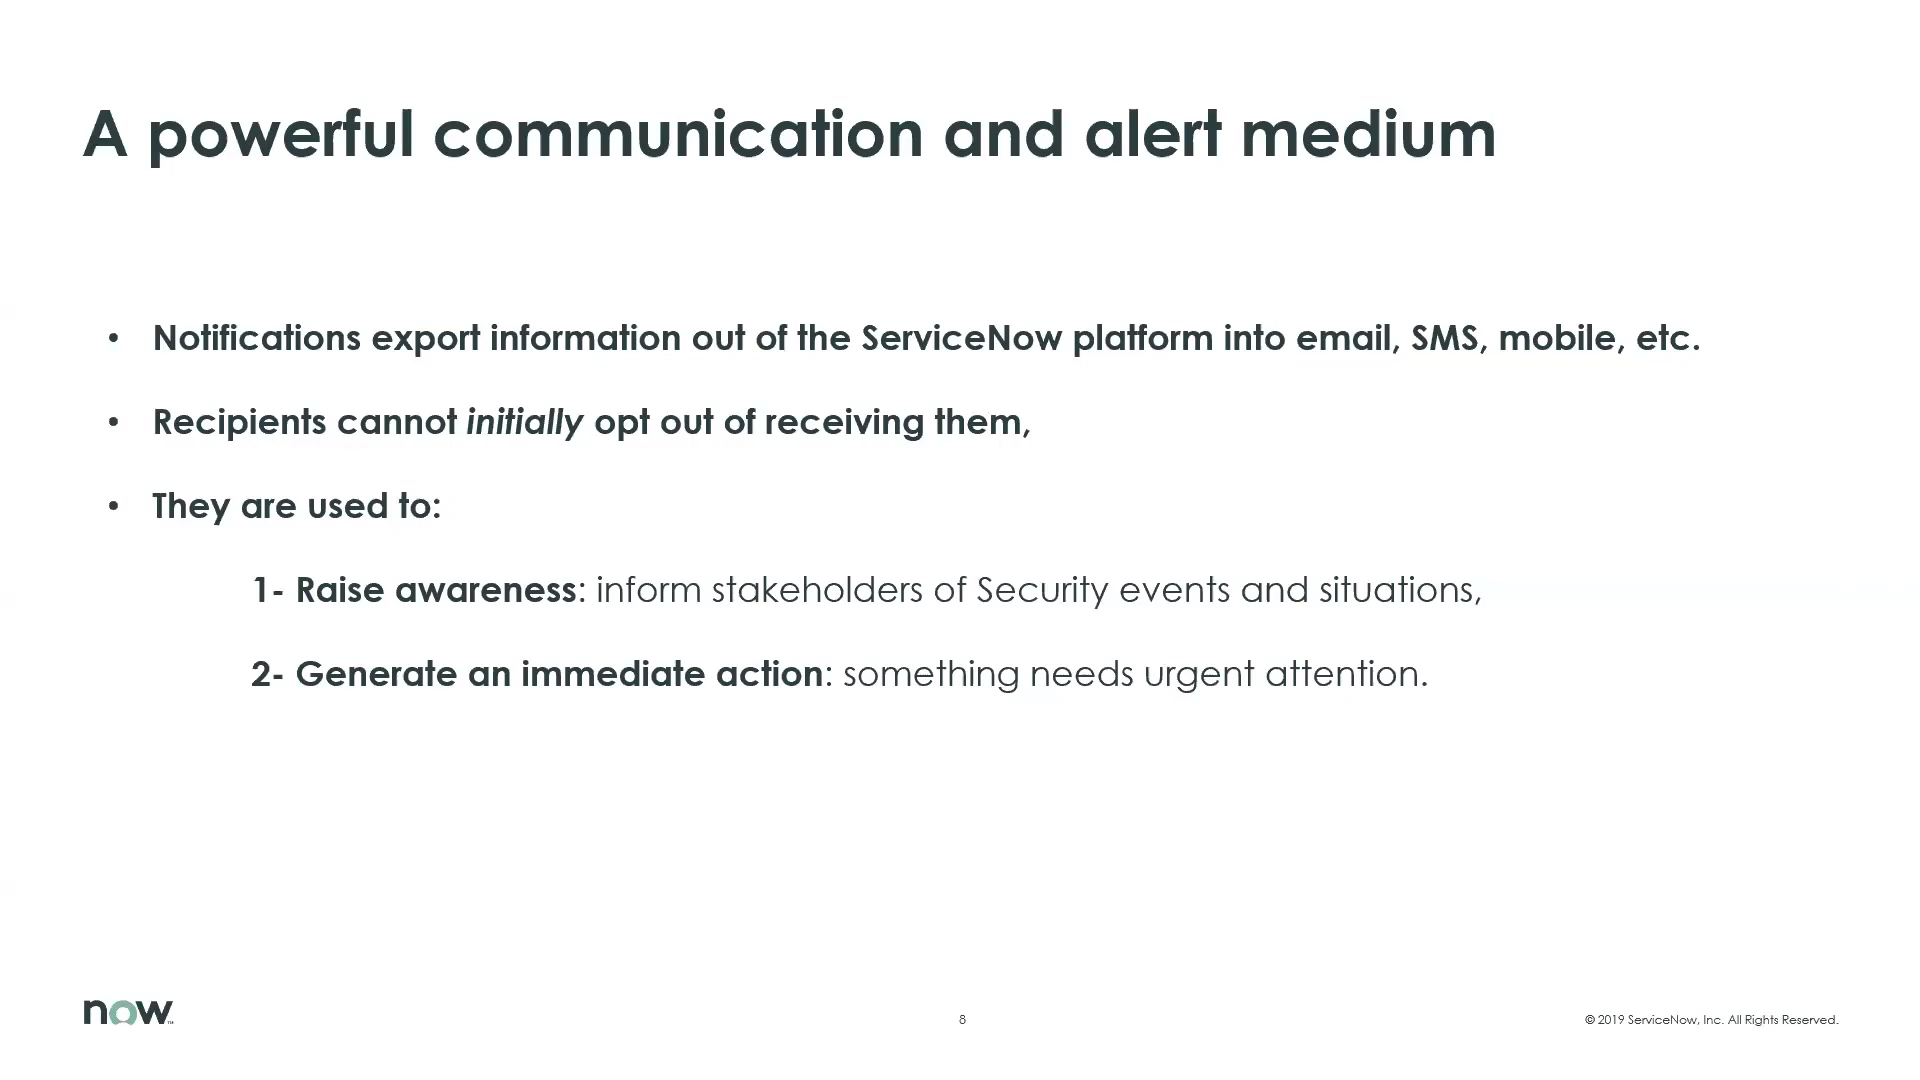 A powerful communication and alert medium
• Notifications export information out of the ServiceNow platform into email, SMS, mobile, etc.
• Recipients cannot initially opt out of receiving them,
• They are used to:
1- Raise awareness: inform stakeholders of Security events and situations,
2- Generate an immediate action: something needs urgent attention.
now™
8
© 2019 ServiceNow, Inc. All Rights Reserved.